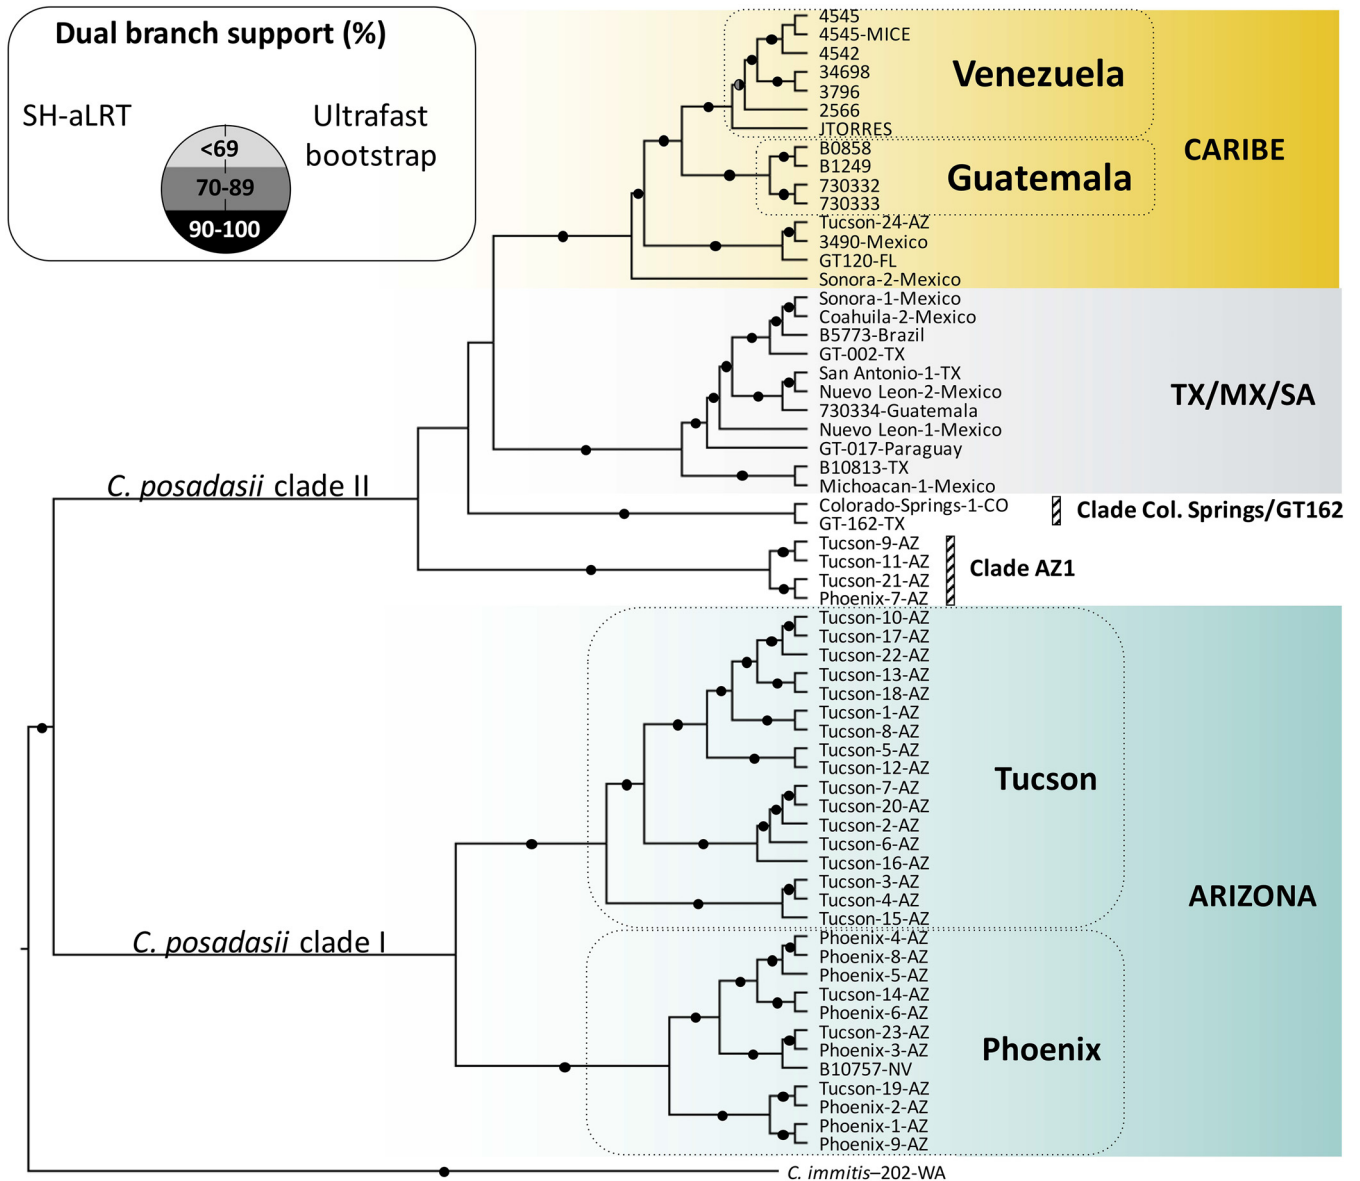 Dual branch support (%)
SH-aLRT
Ultrafast
bootstrap
<69
70-89
90-100
4545
4545-MICE
4542
34698
3796
2566
JTORRES
Venezuela
B0858
B1249
730332
730333
Guatemala
CARIBE
Tucson-24-AZ
3490-Mexico
GT120-FL
Sonora-2-Mexico
Sonora-1-Mexico
Coahuila-2-Mexico
B5773-Brazil
GT-002-TX
San Antonio-1-TX
Nuevo Leon-2-Mexico
730334-Guatemala
Nuevo Leon-1-Mexico
GT-017-Paraguay
B10813-TX
Michoacan-1-Mexico
TX/MX/SA
C. posadasii clade II
Colorado-Springs-1-CO
GT-162-TX
Clade Col. Springs/GT162
Tucson-9-AZ
Tucson-11-AZ
Tucson-21-AZ
Phoenix-7-AZ
Clade AZ1
Tucson-10-AZ
Tucson-17-AZ
Tucson-22-AZ
Tucson-13-AZ
Tucson-18-AZ
Tucson-1-AZ
Tucson-8-AZ
Tucson-5-AZ
Tucson-12-AZ
Tucson-7-AZ
Tucson-20-AZ
Tucson-2-AZ
Tucson-6-AZ
Tucson-16-AZ
Tucson-3-AZ
Tucson-4-AZ
Tucson-15-AZ
Tucson
ARIZONA
C. posadasii clade I
Phoenix-4-AZ
Phoenix-8-AZ
Phoenix-5-AZ
Tucson-14-AZ
Phoenix-6-AZ
Tucson-23-AZ
Phoenix-3-AZ
B10757-NV
Tucson-19-AZ
Phoenix-2-AZ
Phoenix-1-AZ
Phoenix-9-AZ
Phoenix
C. immitis–202-WA